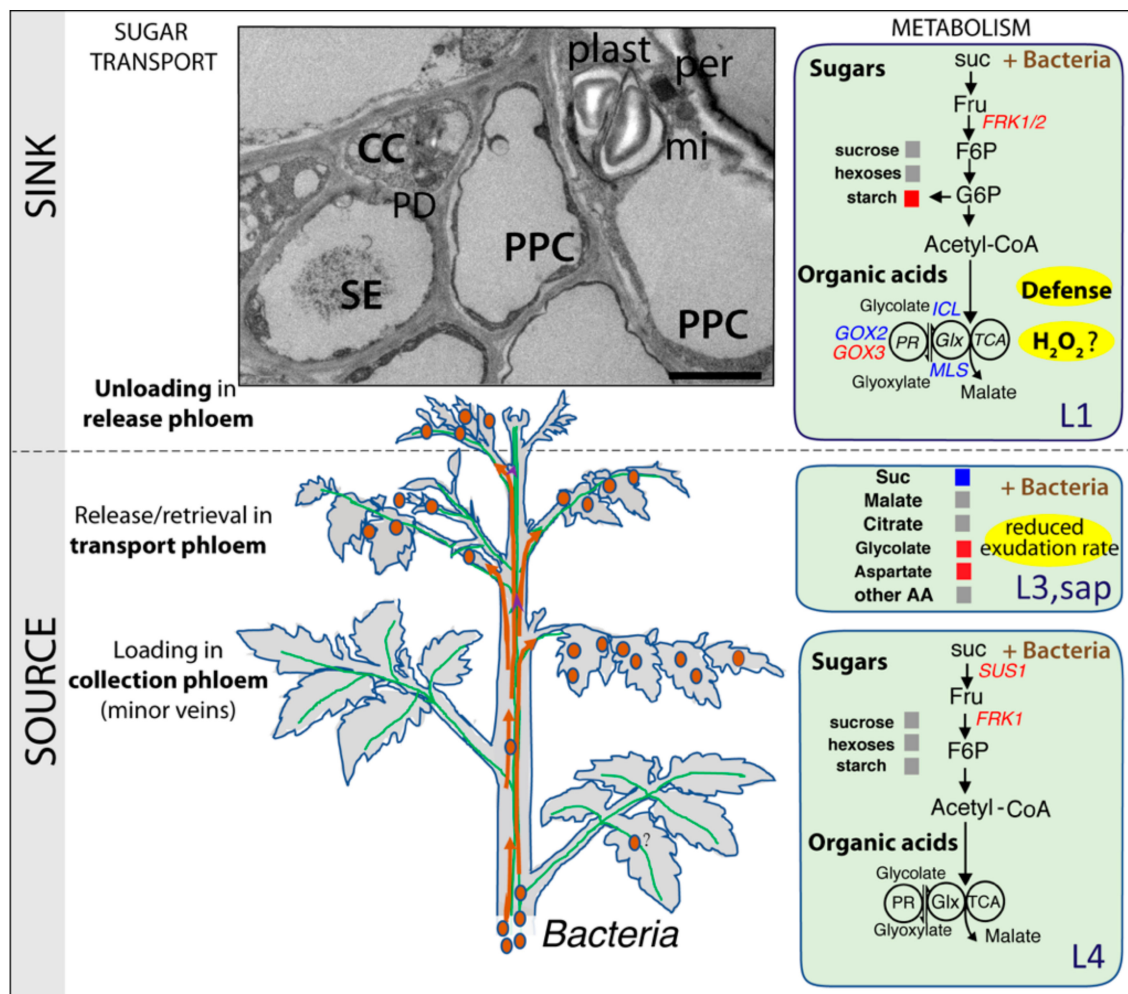 SUGAR
TRANSPORT
METABOLISM
SINK
plast
per
CC
mi
PD
PPC
SE
PPC
Unloading in
release phloem
Sugars
suc
+ Bacteria
Fru
FRK1/2
sucrose
F6P
hexoses
starch
G6P
Acetyl-CoA
Organic acids
Defense
Glycolate
ICL
GOX2
PR
Glx
TCA
H₂O₂?
GOX3
Glyoxylate
MLS
Malate
L1
SOURCE
Release/retrieval in
transport phloem
Loading in
collection phloem
(minor veins)
?
Bacteria
Suc
+ Bacteria
Malate
Citrate
reduced
Glycolate
exudation rate
Aspartate
other AA
L3,sap
Sugars
suc
+ Bacteria
SUS1
Fru
sucrose
FRK1
hexoses
F6P
starch
Acetyl-CoA
Organic acids
Glycolate
PR
Glx
TCA
Glyoxylate
Malate
L4